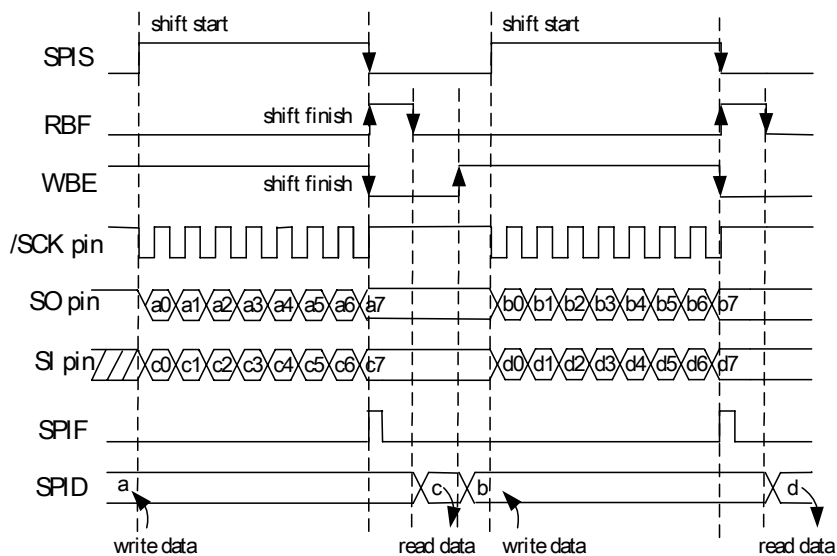 shift start shift start
SPIS
RBF shift finish
WBE shift finish
/SCK pin
SO pin a0 a1 a2 a3 a4 a5 a6 a7 b0 b1 b2 b3 b4 b5 b6 b7
SI pin c0 c1 c2 c3 c4 c5 c6 c7 d0 d1 d2 d3 d4 d5 d6 d7
SPIF
SPID a c b d
write data read data write data read data